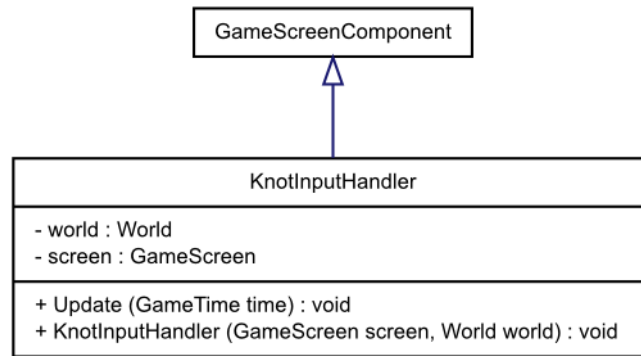 GameScreenComponent
KnotInputHandler
- world : World
- screen : GameScreen
+ Update (GameTime time) : void
+ KnotInputHandler (GameScreen screen, World world) : void